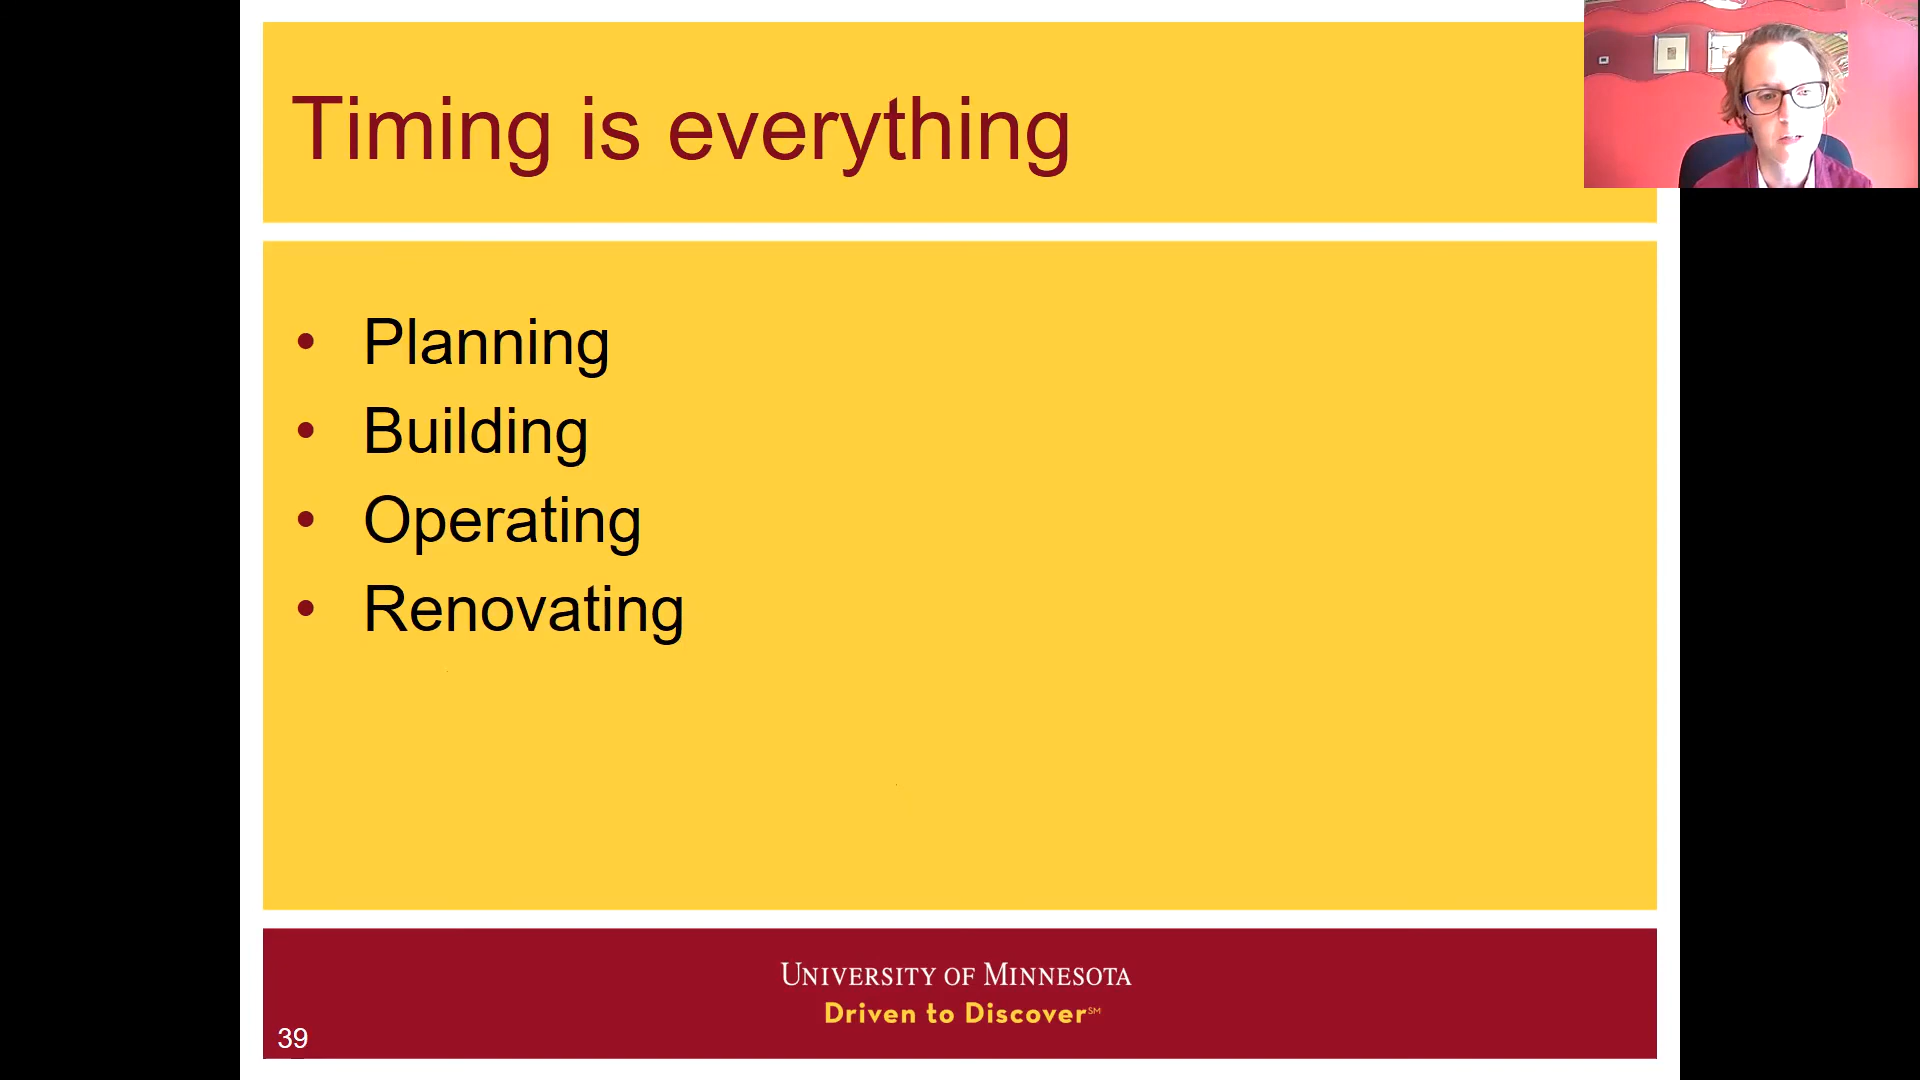 Timing is everything
• Planning
• Building
• Operating
• Renovating
UNIVERSITY OF MINNESOTA
Driven to Discover℠
39